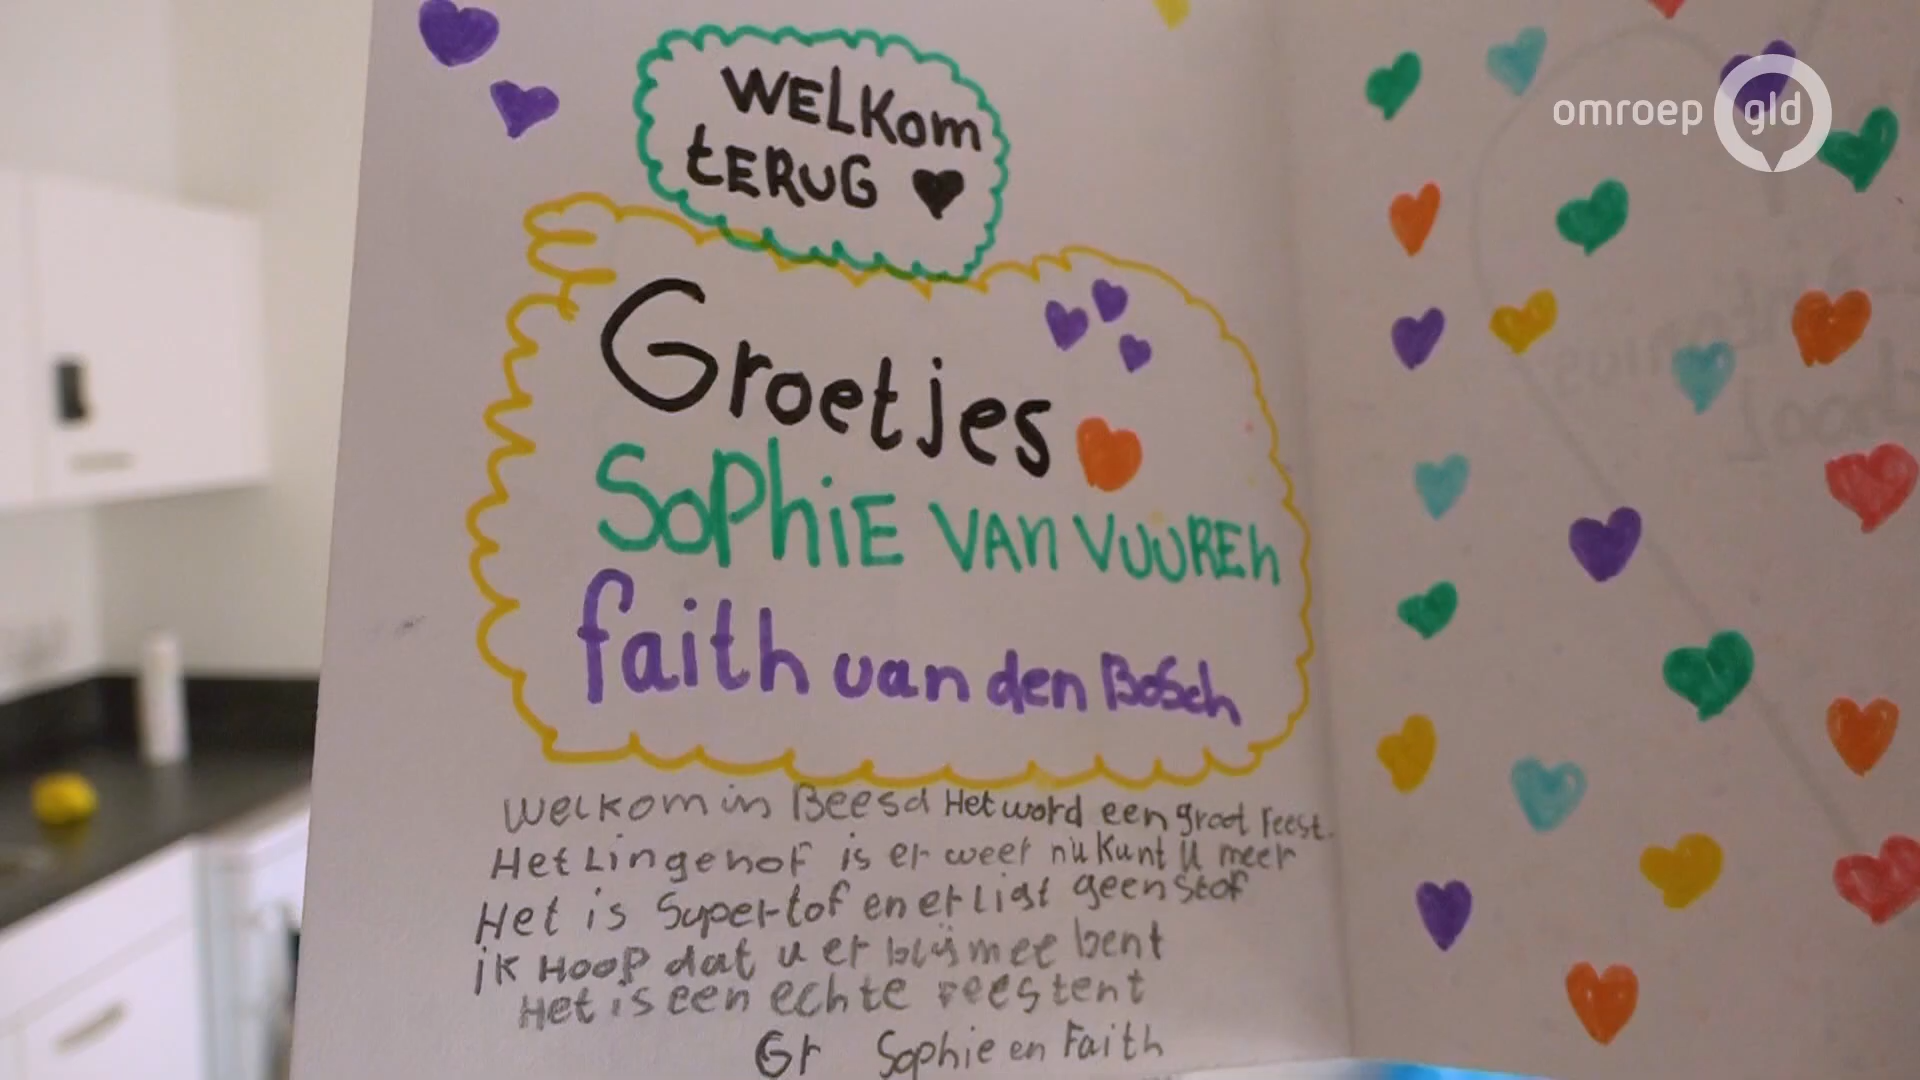 WELKom
tERUG
omroep gld
Groetjes
SoPhiE VAN VUUREN
faith van den Bosch
Welkom in Beesd Het word een groot feest.
Het Lingehof is er weer nu kunt U meer
Het is Supertof en er ligt geen stof
ik Hoop dat u er blij mee bent
Het is een echte feestent
Gr Sophie en Faith